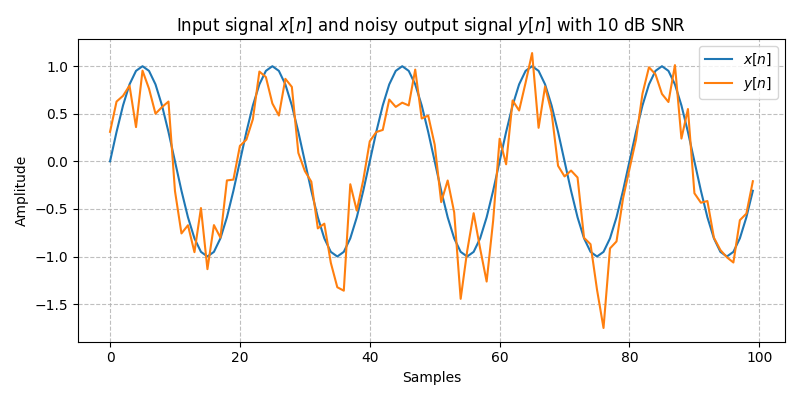 Input signal x[n] and noisy output signal y[n] with 10 dB SNR
x[n]
y[n]
1.0
0.5
0.0
−0.5
−1.0
−1.5
Amplitude
0 20 40 60 80 100
Samples